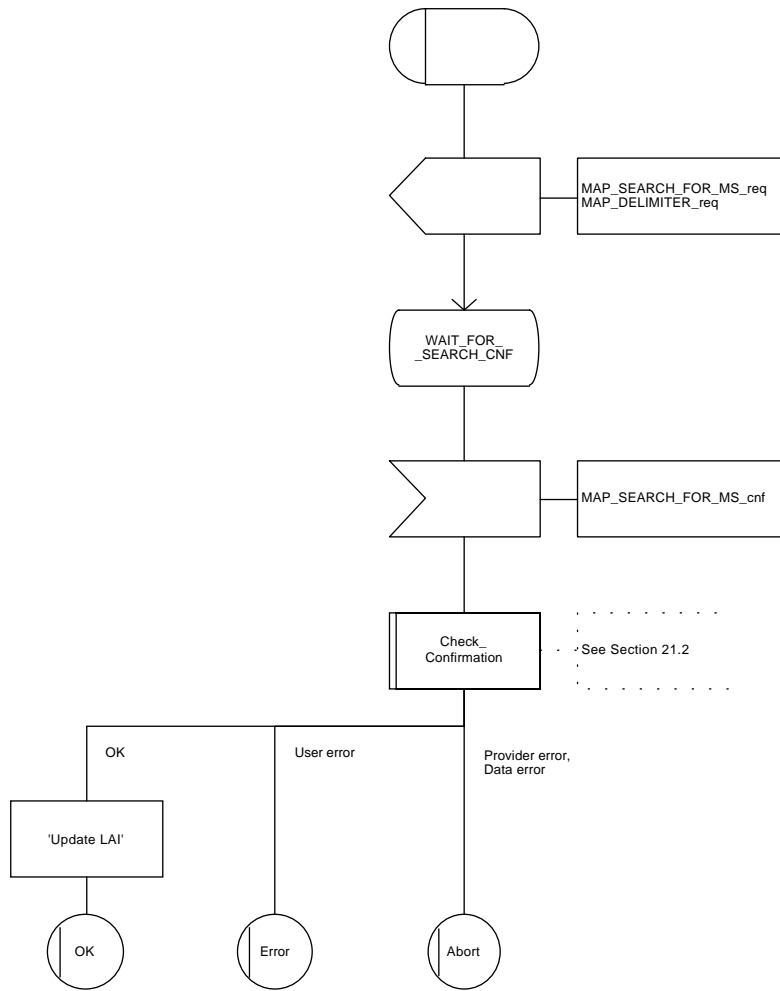 MAP_SEARCH_FOR_MS_req
MAP_DELIMITER_req
WAIT_FOR_
_SEARCH_CNF
MAP_SEARCH_FOR_MS_cnf
Check_
Confirmation
See Section 21.2
OK
User error
Provider error,
Data error
'Update LAI'
OK
Error
Abort